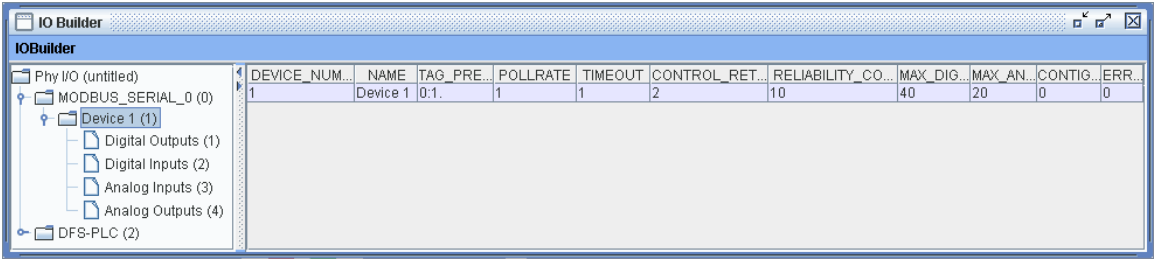 IO Builder
IOBuilder
Phy I/O (untitled)
MODBUS_SERIAL_0 (0)
Device 1 (1)
Digital Outputs (1)
Digital Inputs (2)
Analog Inputs (3)
Analog Outputs (4)
DFS-PLC (2)
DEVICE_NUM... NAME TAG_PRE... POLLRATE TIMEOUT CONTROL_RET... RELIABILITY_CO... MAX_DIG... MAX_AN... CONTIG... ERR...
1 Device 1 0:1. 1 1 2 10 40 20 0 0